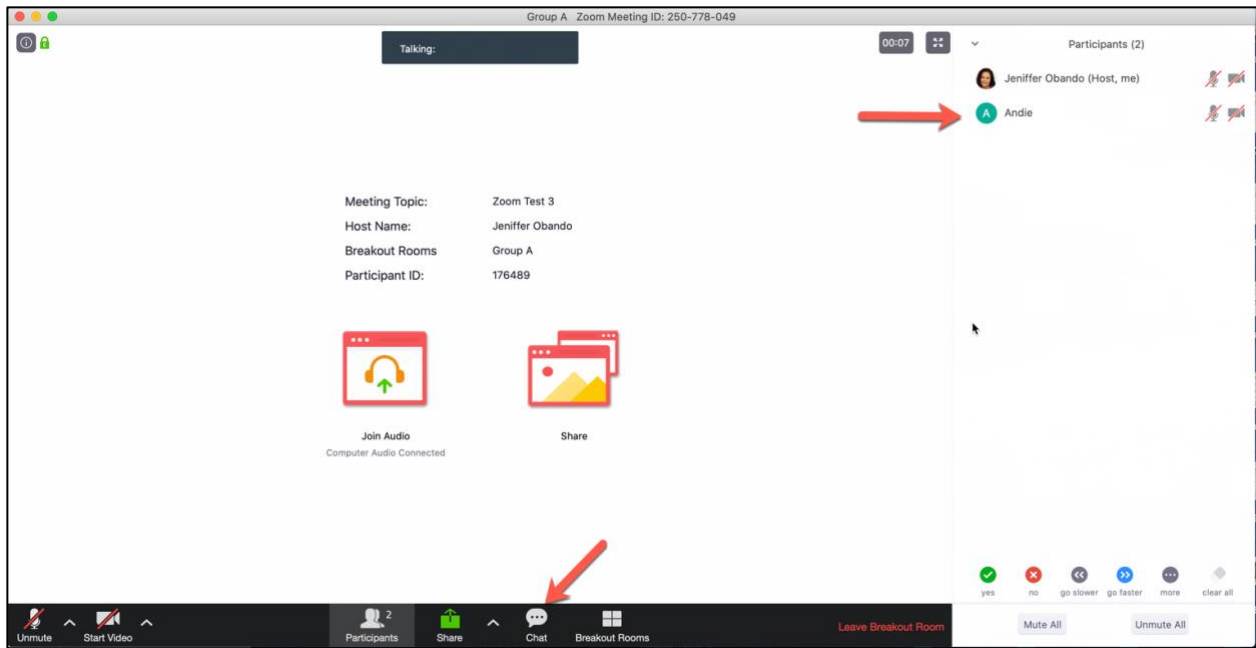 Group A Zoom Meeting ID: 250-778-049
Talking:
00:07
Participants (2)
Jeniffer Obando (Host, me)
A Andie
Meeting Topic: Zoom Test 3
Host Name: Jeniffer Obando
Breakout Rooms Group A
Participant ID: 176489
Join Audio Share
Computer Audio Connected
yes no go slower go faster more clear all
Unmute Start Video Participants 2 Share Chat Breakout Rooms Leave Breakout Room
Mute All Unmute All